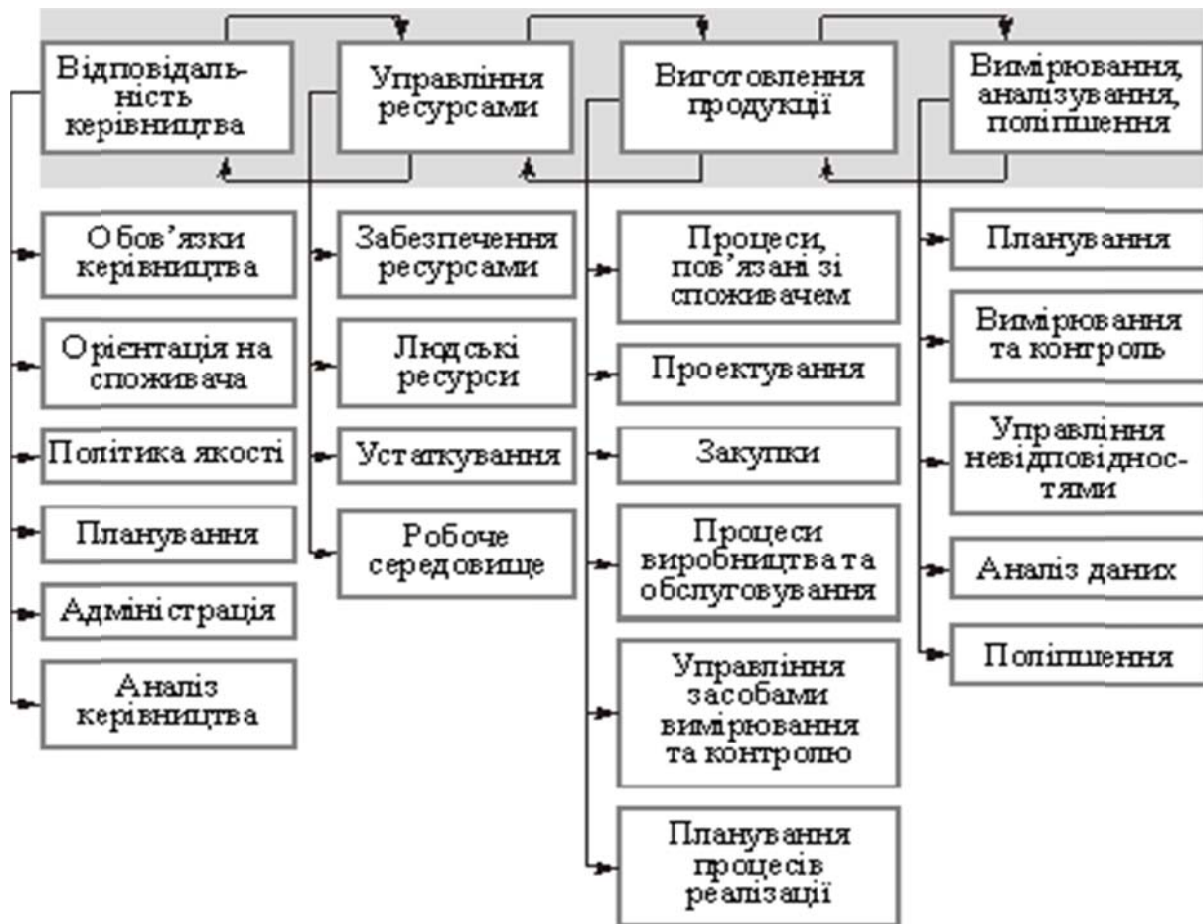 Відповідаль-
ність
керівництва
Управління
ресурсами
Виготовлення
продукції
Вимірювання,
аналізування,
поліпшення
Обов’язки
керівництва
Орієнтація на
споживача
Політика якості
Планування
Адміністрація
Аналіз
керівництва
Забезпечення
ресурсами
Людські
ресурси
Устаткування
Робоче
середовище
Процеси,
пов’язані зі
споживачем
Проектування
Закупки
Процеси
виробництва та
обслуговування
Управління
засобами
вимірювання
та контролю
Планування
процесів
реалізації
Планування
Вимірювання
та контроль
Управління
невідповіднос-
тями
Аналіз даних
Поліпшення